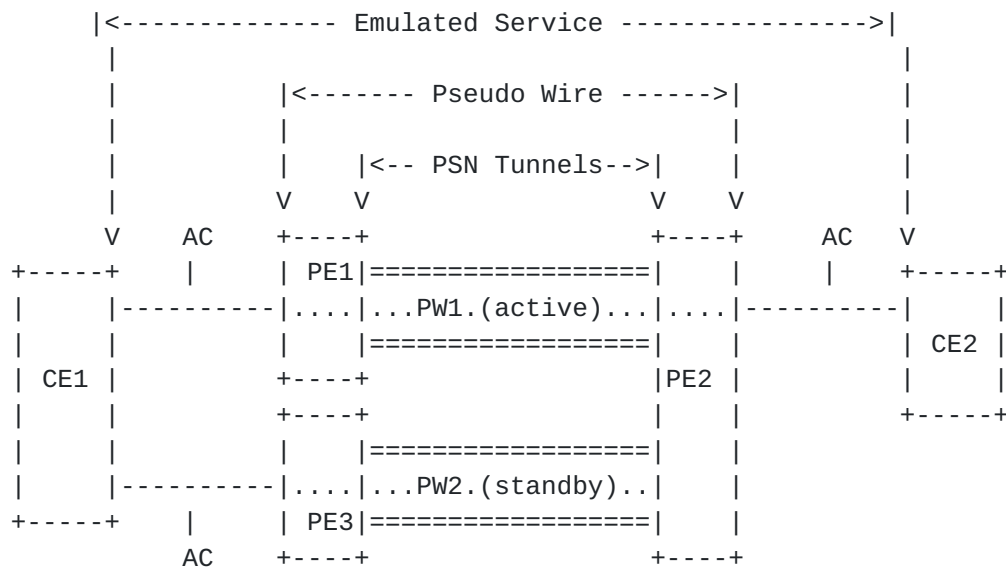 |<-------------- Emulated Service ---------------->|
|                                                  |
|          |<------- Pseudo Wire ------>|          |
|          |                            |          |
|          |    |<-- PSN Tunnels-->|    |          |
|          V    V                  V    V          |
V    AC    +----+                  +----+     AC   V
+-----+    |     | PE1|==================|    |     |    +-----+
|     |----------|....|...PW1.(active)...|....|----------|     |
|     |          |    |==================|    |          | CE2 |
| CE1 |          +----+                  |PE2 |          |     |
|     |          +----+                  |    |          +-----+
|     |          |    |==================|    |
|     |----------|....|...PW2.(standby)..|    |
+-----+    |     | PE3|==================|    |
AC    +----+                  +----+